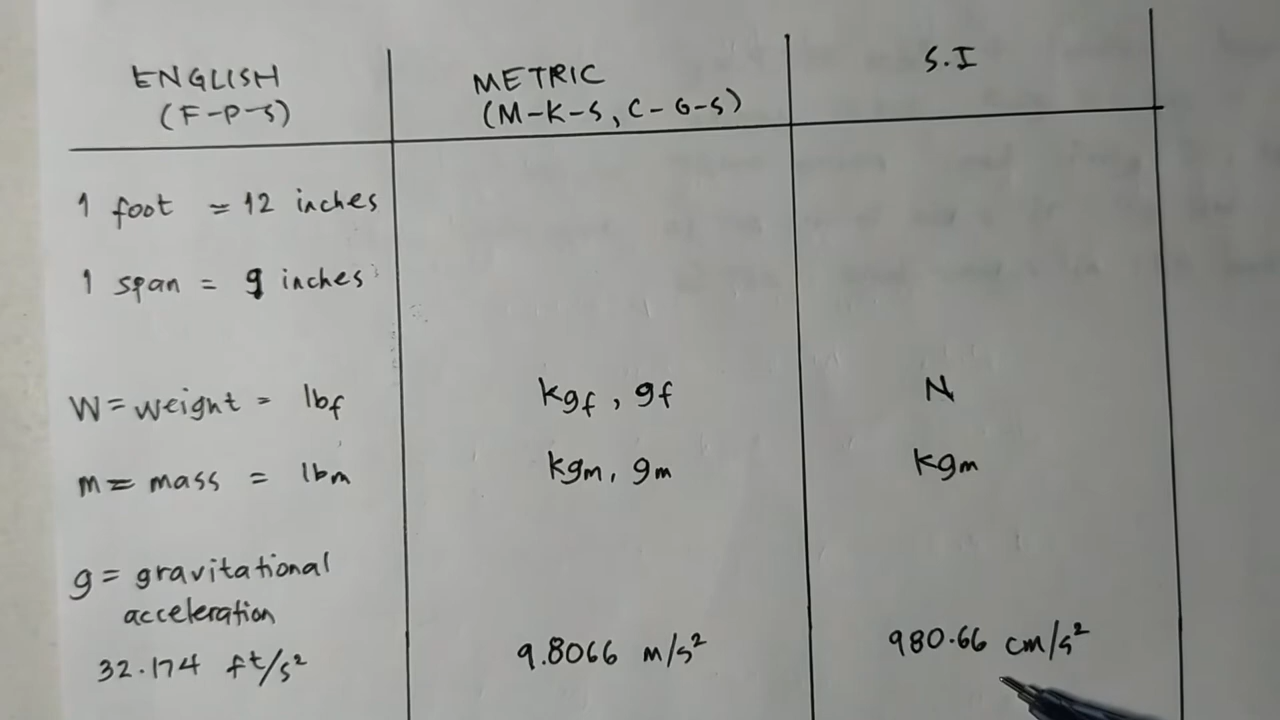 ENGLISH METRIC S.I
(F-P-S) (M-K-S, C-G-S)
1 foot = 12 inches
1 span = 9 inches
W = weight = lbf kgf, gf N
m = mass = lbm kgm, gm kgm
g = gravitational
acceleration
32.174 ft/s² 9.8066 m/s² 980.66 cm/s²